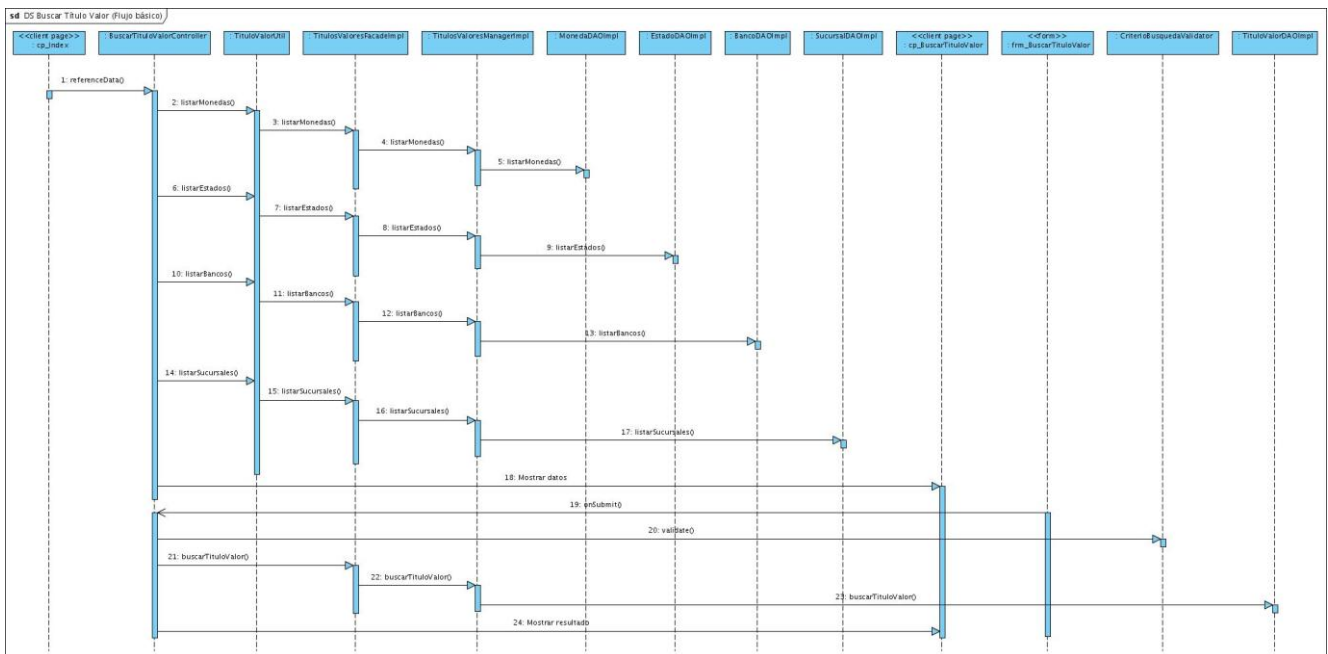 sd DS Buscar Título Valor (Flujo básico)
<<client page>>
: cp_Index
: BuscarTituloValorController
: TituloValorUtil
: TitulosValoresFacadeImpl
: TitulosValoresManagerImpl
: MonedaDAOImpl
: EstadoDAOImpl
: BancoDAOImpl
: SucursalDAOImpl
<<client page>>
: cp_BuscarTituloValor
<<form>>
: frm_BuscarTituloValor
: CriterioBusquedaValidator
: TituloValorDAOImpl
1: referenceData()
2: listarMonedas()
3: listarMonedas()
4: listarMonedas()
5: listarMonedas()
6: listarEstados()
7: listarEstados()
8: listarEstados()
9: listarEstados()
10: listarBancos()
11: listarBancos()
12: listarBancos()
13: listarBancos()
14: listarSucursales()
15: listarSucursales()
16: listarSucursales()
17: listarSucursales()
18: Mostrar datos
19: onSubmit()
20: validate()
21: buscarTituloValor()
22: buscarTituloValor()
23: buscarTituloValor()
24: Mostrar resultado